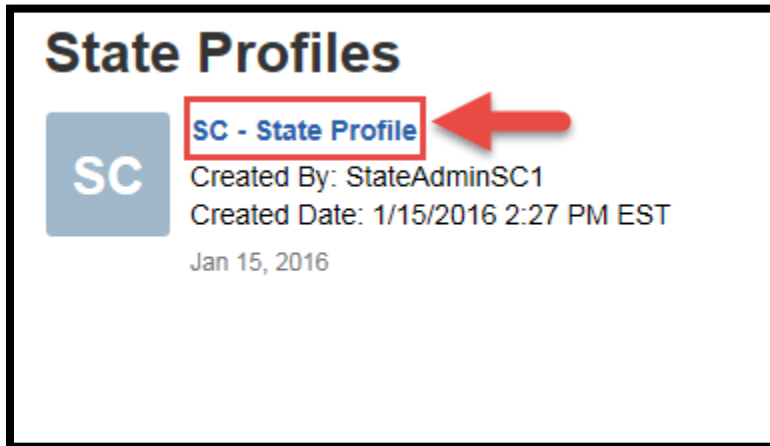 State Profiles
SC
SC - State Profile
Created By: StateAdminSC1
Created Date: 1/15/2016 2:27 PM EST
Jan 15, 2016